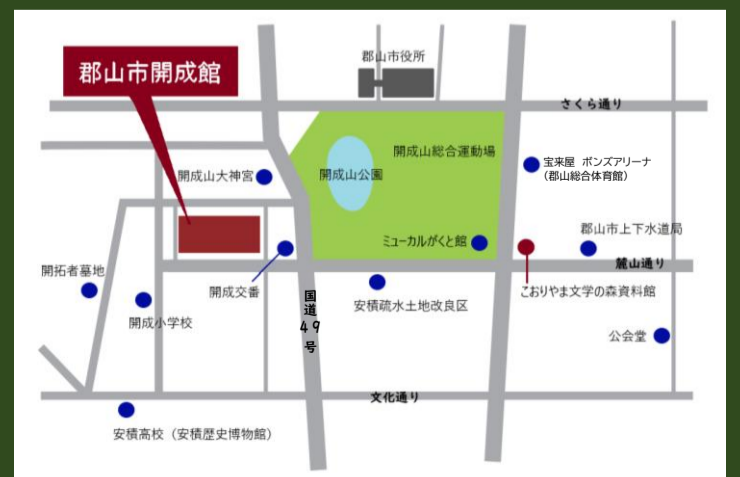 郡山市役所
郡山市開成館
さくら通り
開成山総合運動場
宝来屋 ボンズアリーナ
(郡山総合体育館)
開成山大神宮
開成山公園
ミューカルがくと館
郡山市上下水道局
麓山通り
開拓者墓地
開成交番
国道49号
安積疏水土地改良区
こおりやま文学の森資料館
開成小学校
公会堂
文化通り
安積高校(安積歴史博物館)